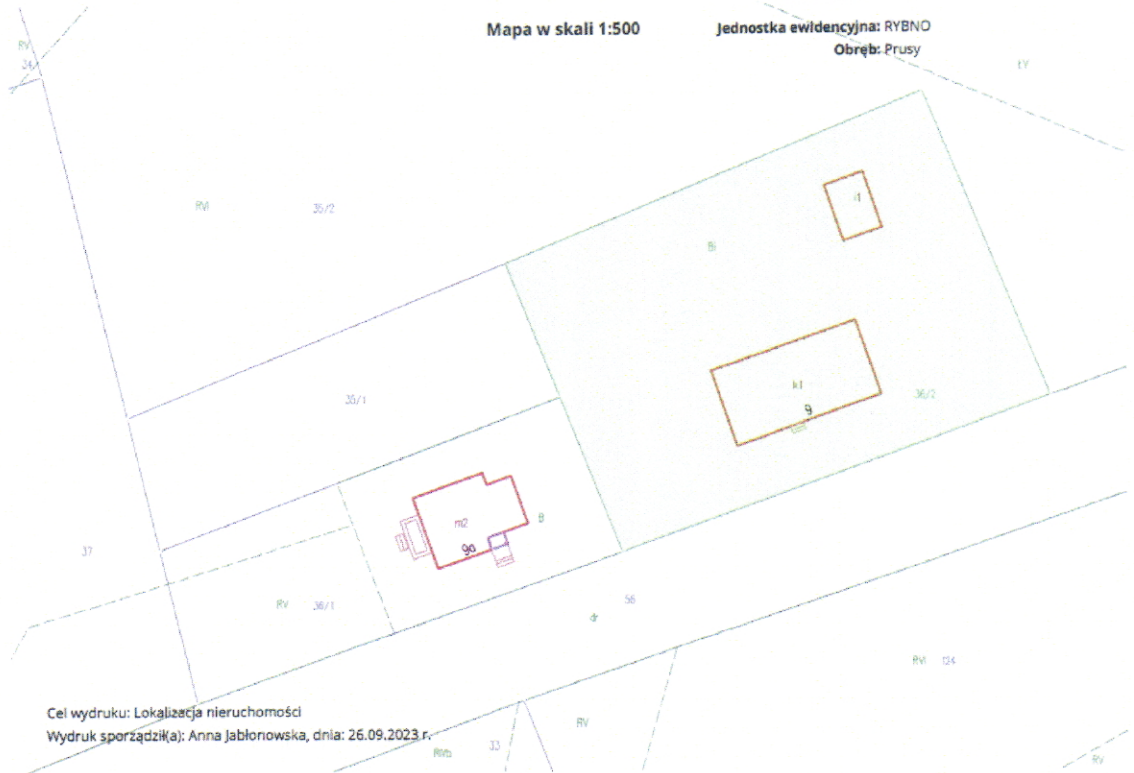 Mapa w skali 1:500
Jednostka ewidencyjna: RYBNO
Obręb: Prusy
RV
34
ŁV
RVI
35/2
i1
Bi
k1
9
36/2
35/1
m2
9a
B
37
RV
36/1
56
dr
RVI 124
Cel wydruku: Lokalizacja nieruchomości
Wydruk sporządził(a): Anna Jabłonowska, dnia: 26.09.2023 r.
RV
RIVb
33
RV